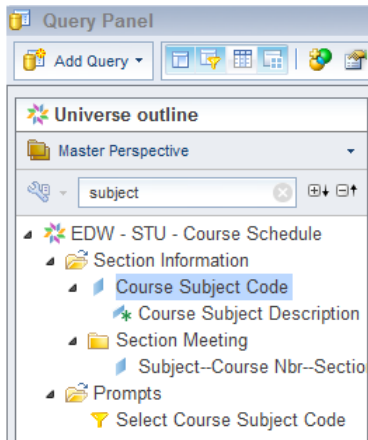 Query Panel
Add Query
Universe outline
Master Perspective
subject
EDW - STU - Course Schedule
Section Information
Course Subject Code
Course Subject Description
Section Meeting
Subject--Course Nbr--Sectio
Prompts
Select Course Subject Code